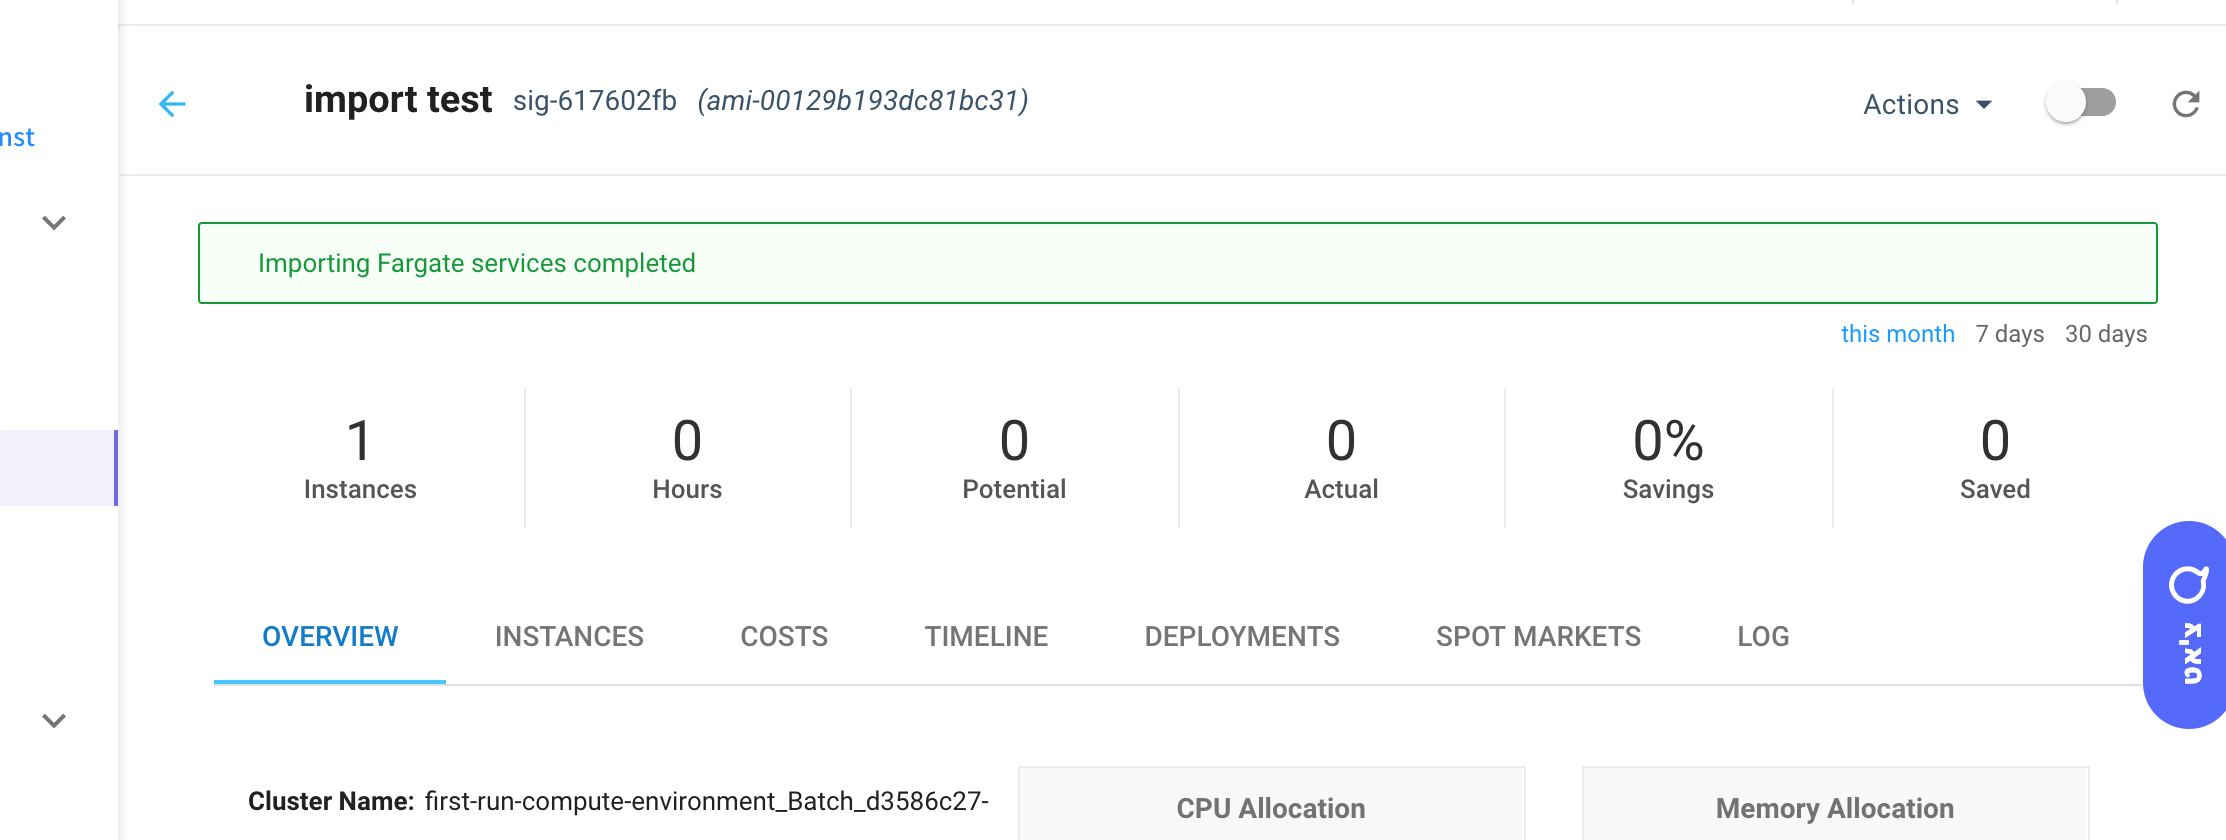 import test sig-617602fb (ami-00129b193dc81bc31) Actions
nst
Importing Fargate services completed
this month 7 days 30 days
1 0 0 0 0% 0
Instances Hours Potential Actual Savings Saved
OVERVIEW INSTANCES COSTS TIMELINE DEPLOYMENTS SPOT MARKETS LOG
צ'אט
Cluster Name: first-run-compute-environment_Batch_d3586c27-
CPU Allocation Memory Allocation